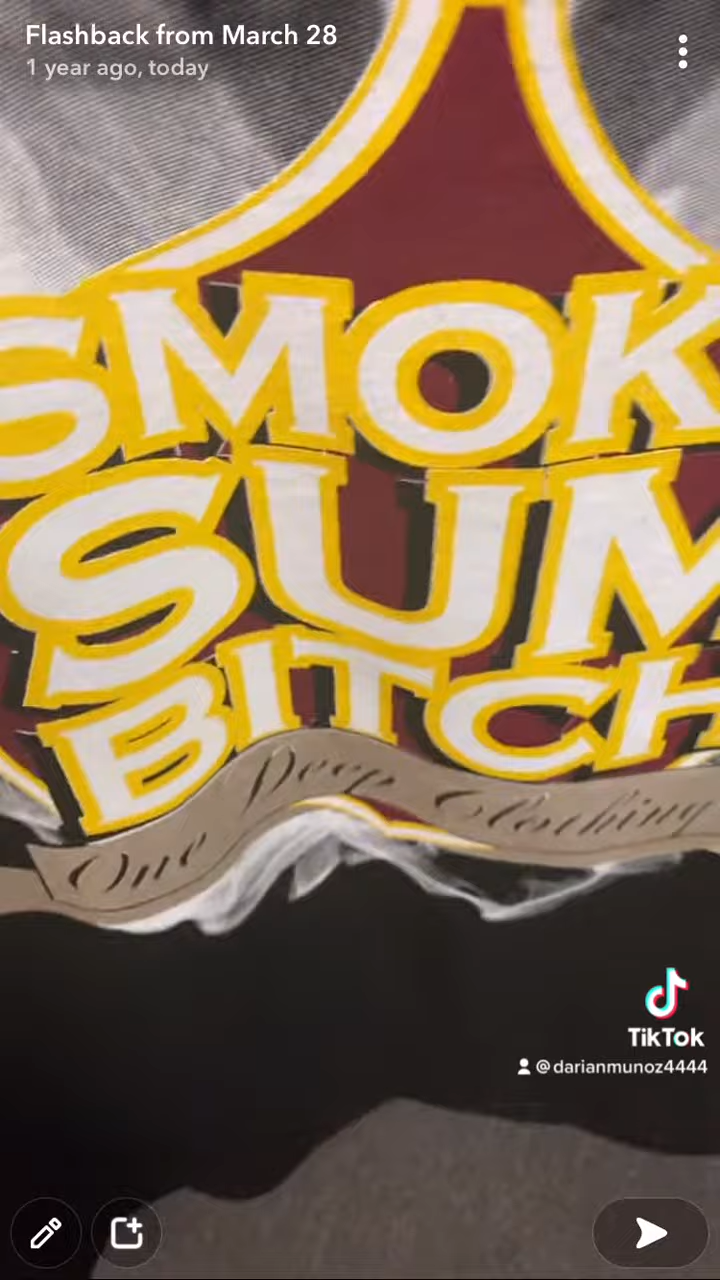 Flashback from March 28
1 year ago, today
SMOK
SUM
BITCH
One Deep Clothing
TikTok
@darianmunoz4444